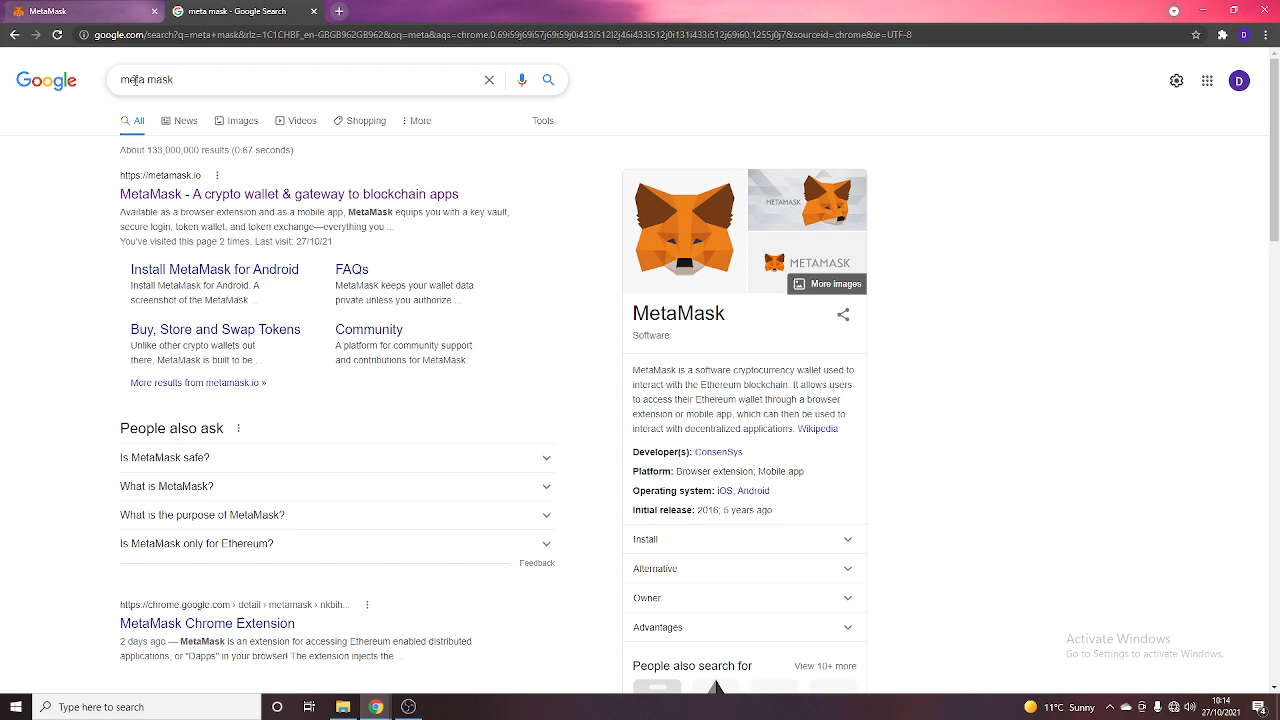 MetaMask
meta mask - Google Search
google.com/search?q=meta+mask&rlz=1C1CHBF_en-GBGB962GB962&oq=meta&aqs=chrome.0.69i59j69i57j69i59j0i433i512l2j46i433i512j0i131i433i512j69i60.1255j0j7&sourceid=chrome&ie=UTF-8
D
Google
meta mask
D
All
News
Images
Videos
Shopping
More
Tools
About 133,000,000 results (0.67 seconds)
https://metamask.io
MetaMask - A crypto wallet & gateway to blockchain apps
Available as a browser extension and as a mobile app, MetaMask equips you with a key vault,
secure login, token wallet, and token exchange—everything you ...
You've visited this page 2 times. Last visit: 27/10/21
Install MetaMask for Android
Install MetaMask for Android. A
screenshot of the MetaMask ...
FAQs
MetaMask keeps your wallet data
private unless you authorize ...
Buy, Store and Swap Tokens
Unlike other crypto wallets out
there, MetaMask is built to be ...
Community
A platform for community support
and contributions for MetaMask.
More results from metamask.io »
People also ask
Is MetaMask safe?
What is MetaMask?
What is the purpose of MetaMask?
Is MetaMask only for Ethereum?
Feedback
https://chrome.google.com › detail › metamask › nkbih...
MetaMask Chrome Extension
2 days ago — MetaMask is an extension for accessing Ethereum enabled distributed
applications, or "Dapps" in your browser! The extension injects the ...
METAMASK
METAMASK
More images
MetaMask
Software
MetaMask is a software cryptocurrency wallet used to
interact with the Ethereum blockchain. It allows users
to access their Ethereum wallet through a browser
extension or mobile app, which can then be used to
interact with decentralized applications. Wikipedia
Developer(s): ConsenSys
Platform: Browser extension; Mobile app
Operating system: iOS, Android
Initial release: 2016; 5 years ago
Install
Alternative
Owner
Advantages
People also search for
View 10+ more
Activate Windows
Go to Settings to activate Windows.
Type here to search
11°C Sunny
10:14
27/10/2021